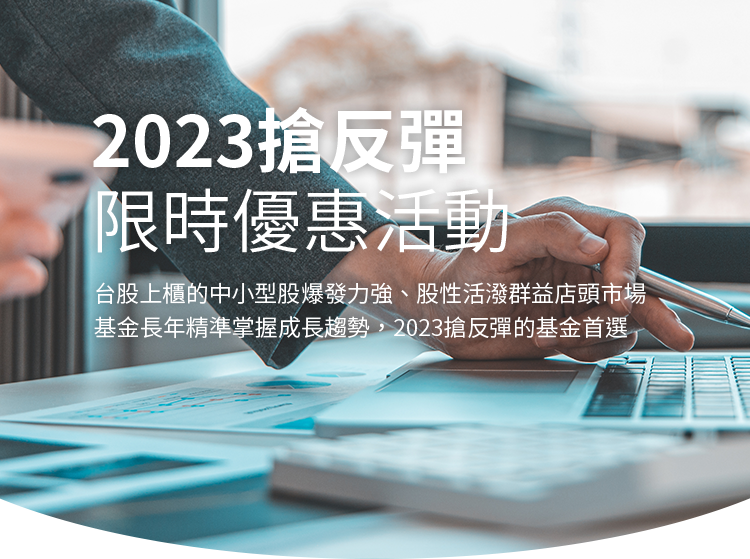 2023搶反彈
限時優惠活動
台股上櫃的中小型股爆發力強、股性活潑群益店頭市場
基金長年精準掌握成長趨勢，2023搶反彈的基金首選